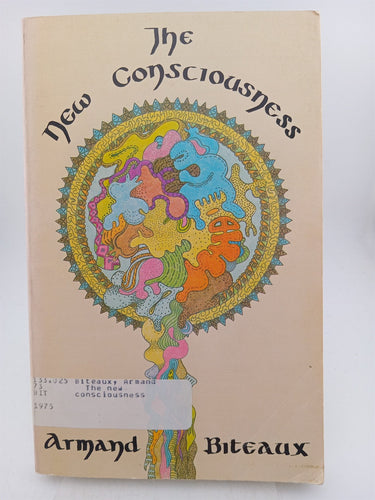 The
New Consciousness
133.025 Biteaux, Armand
73 The new
BIT consciousness
1975
Armand Biteaux